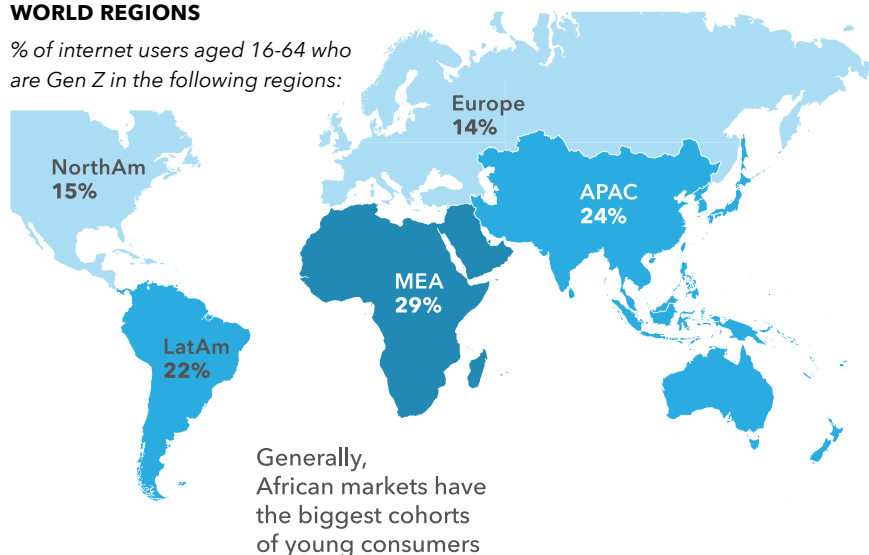 WORLD REGIONS
% of internet users aged 16-64 who
are Gen Z in the following regions:
Europe
14%
NorthAm
15%
APAC
24%
MEA
29%
LatAm
22%
Generally,
African markets have
the biggest cohorts
of young consumers